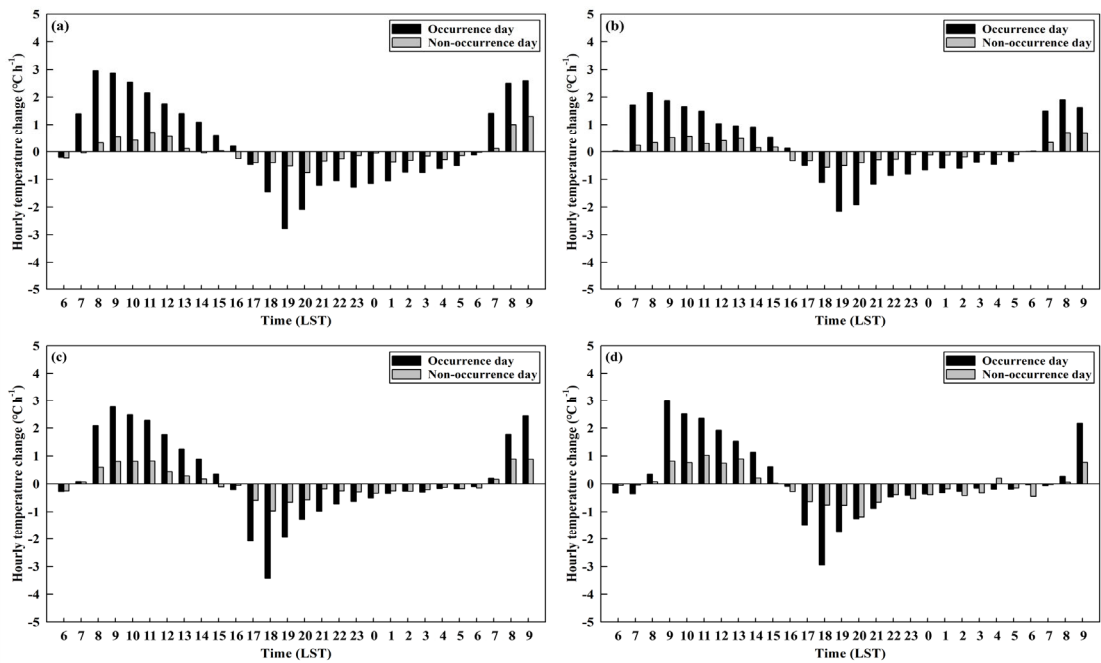 (a)
Occurrence day
Non-occurrence day
Hourly temperature change (℃ h-1)
5
4
3
2
1
0
-1
-2
-3
-4
-5
6 7 8 9 10 11 12 13 14 15 16 17 18 19 20 21 22 23 0 1 2 3 4 5 6 7 8 9
Time (LST)
(b)
Occurrence day
Non-occurrence day
Hourly temperature change (℃ h-1)
5
4
3
2
1
0
-1
-2
-3
-4
-5
6 7 8 9 10 11 12 13 14 15 16 17 18 19 20 21 22 23 0 1 2 3 4 5 6 7 8 9
Time (LST)
(c)
Occurrence day
Non-occurrence day
Hourly temperature change (℃ h-1)
5
4
3
2
1
0
-1
-2
-3
-4
-5
6 7 8 9 10 11 12 13 14 15 16 17 18 19 20 21 22 23 0 1 2 3 4 5 6 7 8 9
Time (LST)
(d)
Occurrence day
Non-occurrence day
Hourly temperature change (℃ h-1)
5
4
3
2
1
0
-1
-2
-3
-4
-5
6 7 8 9 10 11 12 13 14 15 16 17 18 19 20 21 22 23 0 1 2 3 4 5 6 7 8 9
Time (LST)